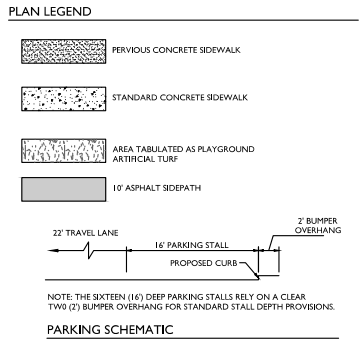 PLAN LEGEND
PERVIOUS CONCRETE SIDEWALK
STANDARD CONCRETE SIDEWALK
AREA TABULATED AS PLAYGROUND
ARTIFICIAL TURF
10' ASPHALT SIDEPATH
2' BUMPER
OVERHANG
22' TRAVEL LANE
16' PARKING STALL
PROPOSED CURB
NOTE: THE SIXTEEN (16') DEEP PARKING STALLS RELY ON A CLEAR
TW0 (2') BUMPER OVERHANG FOR STANDARD STALL DEPTH PROVISIONS.
PARKING SCHEMATIC